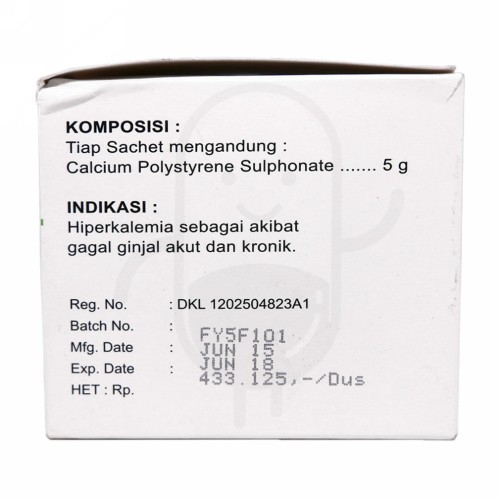 KOMPOSISI :
Tiap Sachet mengandung :
Calcium Polystyrene Sulphonate ....... 5 g
INDIKASI :
Hiperkalemia sebagai akibat
gagal ginjal akut dan kronik.
Reg. No. : DKL 1202504823A1
Batch No. : FY5F101
Mfg. Date : JUN 15
Exp. Date : JUN 18
HET : Rp. 433.125,-/Dus